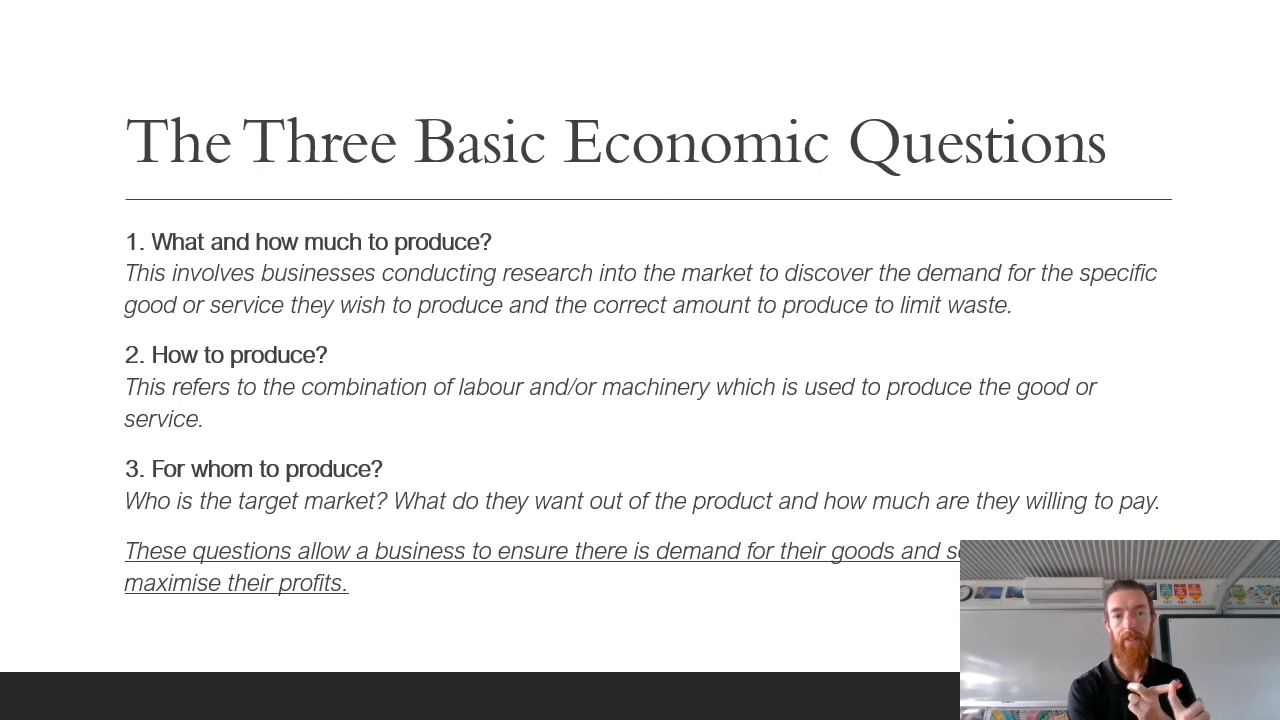 The Three Basic Economic Questions
1. What and how much to produce?
This involves businesses conducting research into the market to discover the demand for the specific
good or service they wish to produce and the correct amount to produce to limit waste.
2. How to produce?
This refers to the combination of labour and/or machinery which is used to produce the good or
service.
3. For whom to produce?
Who is the target market? What do they want out of the product and how much are they willing to pay.
These questions allow a business to ensure there is demand for their goods and
maximise their profits.